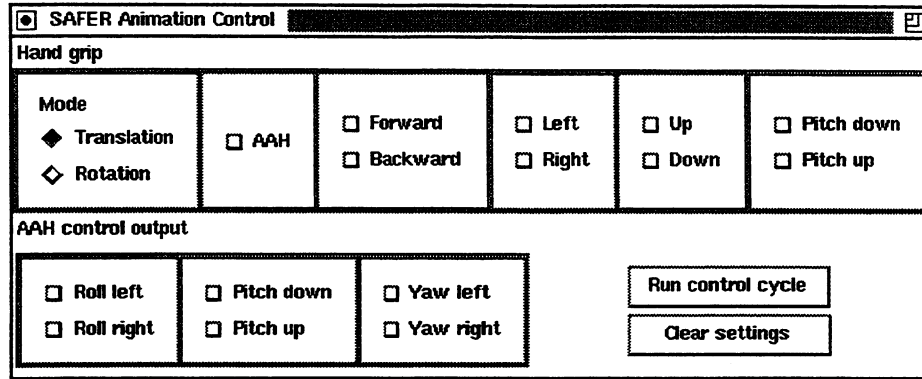 SAFER Animation Control
Hand grip
Mode
Translation
Rotation
AAH
Forward
Backward
Left
Right
Up
Down
Pitch down
Pitch up
AAH control output
Roll left
Roll right
Pitch down
Pitch up
Yaw left
Yaw right
Run control cycle
Clear settings